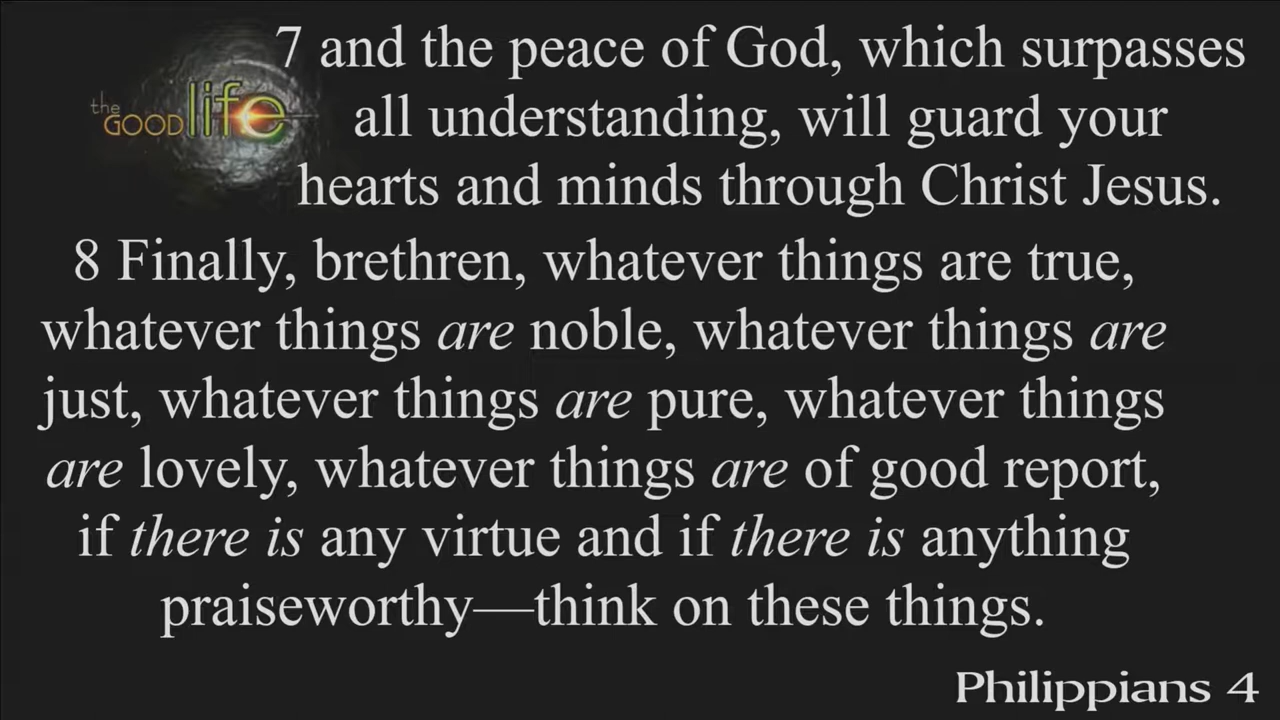 7 and the peace of God, which surpasses
the
GOOD life
all understanding, will guard your
hearts and minds through Christ Jesus.
8 Finally, brethren, whatever things are true,
whatever things are noble, whatever things are
just, whatever things are pure, whatever things
are lovely, whatever things are of good report,
if there is any virtue and if there is anything
praiseworthy—think on these things.
Philippians 4